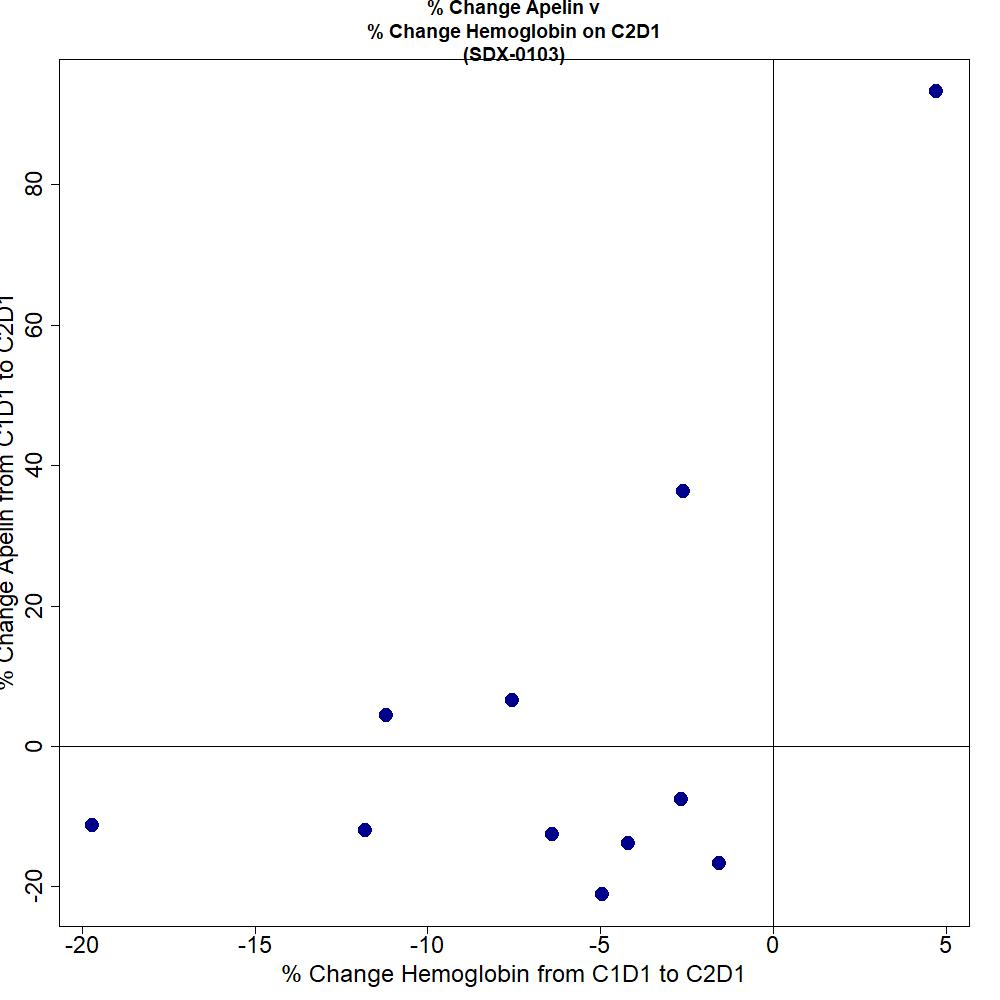 % Change Apelin v
% Change Hemoglobin on C2D1
(SDX-0103)
% Change Apelin from C1D1 to C2D1
80
60
40
20
0
-20
-20
-15
-10
-5
0
5
% Change Hemoglobin from C1D1 to C2D1